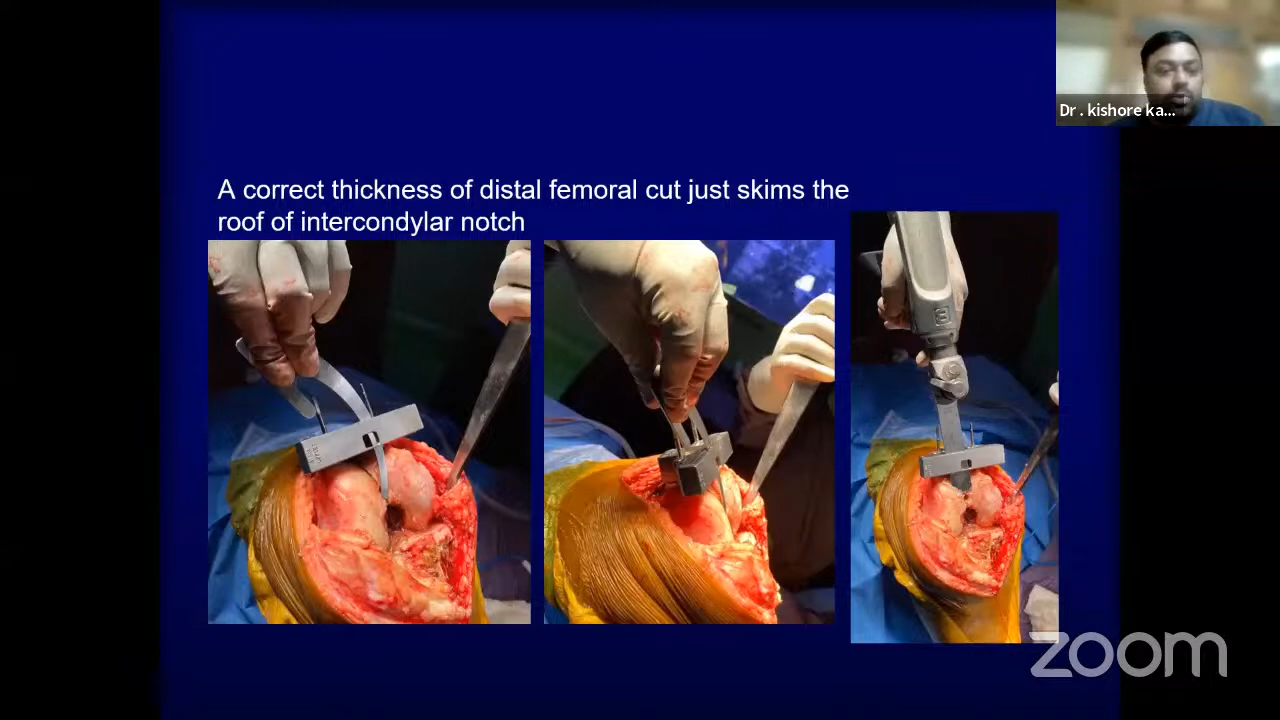 Dr . kishore ka...
A correct thickness of distal femoral cut just skims the
roof of intercondylar notch
zoom